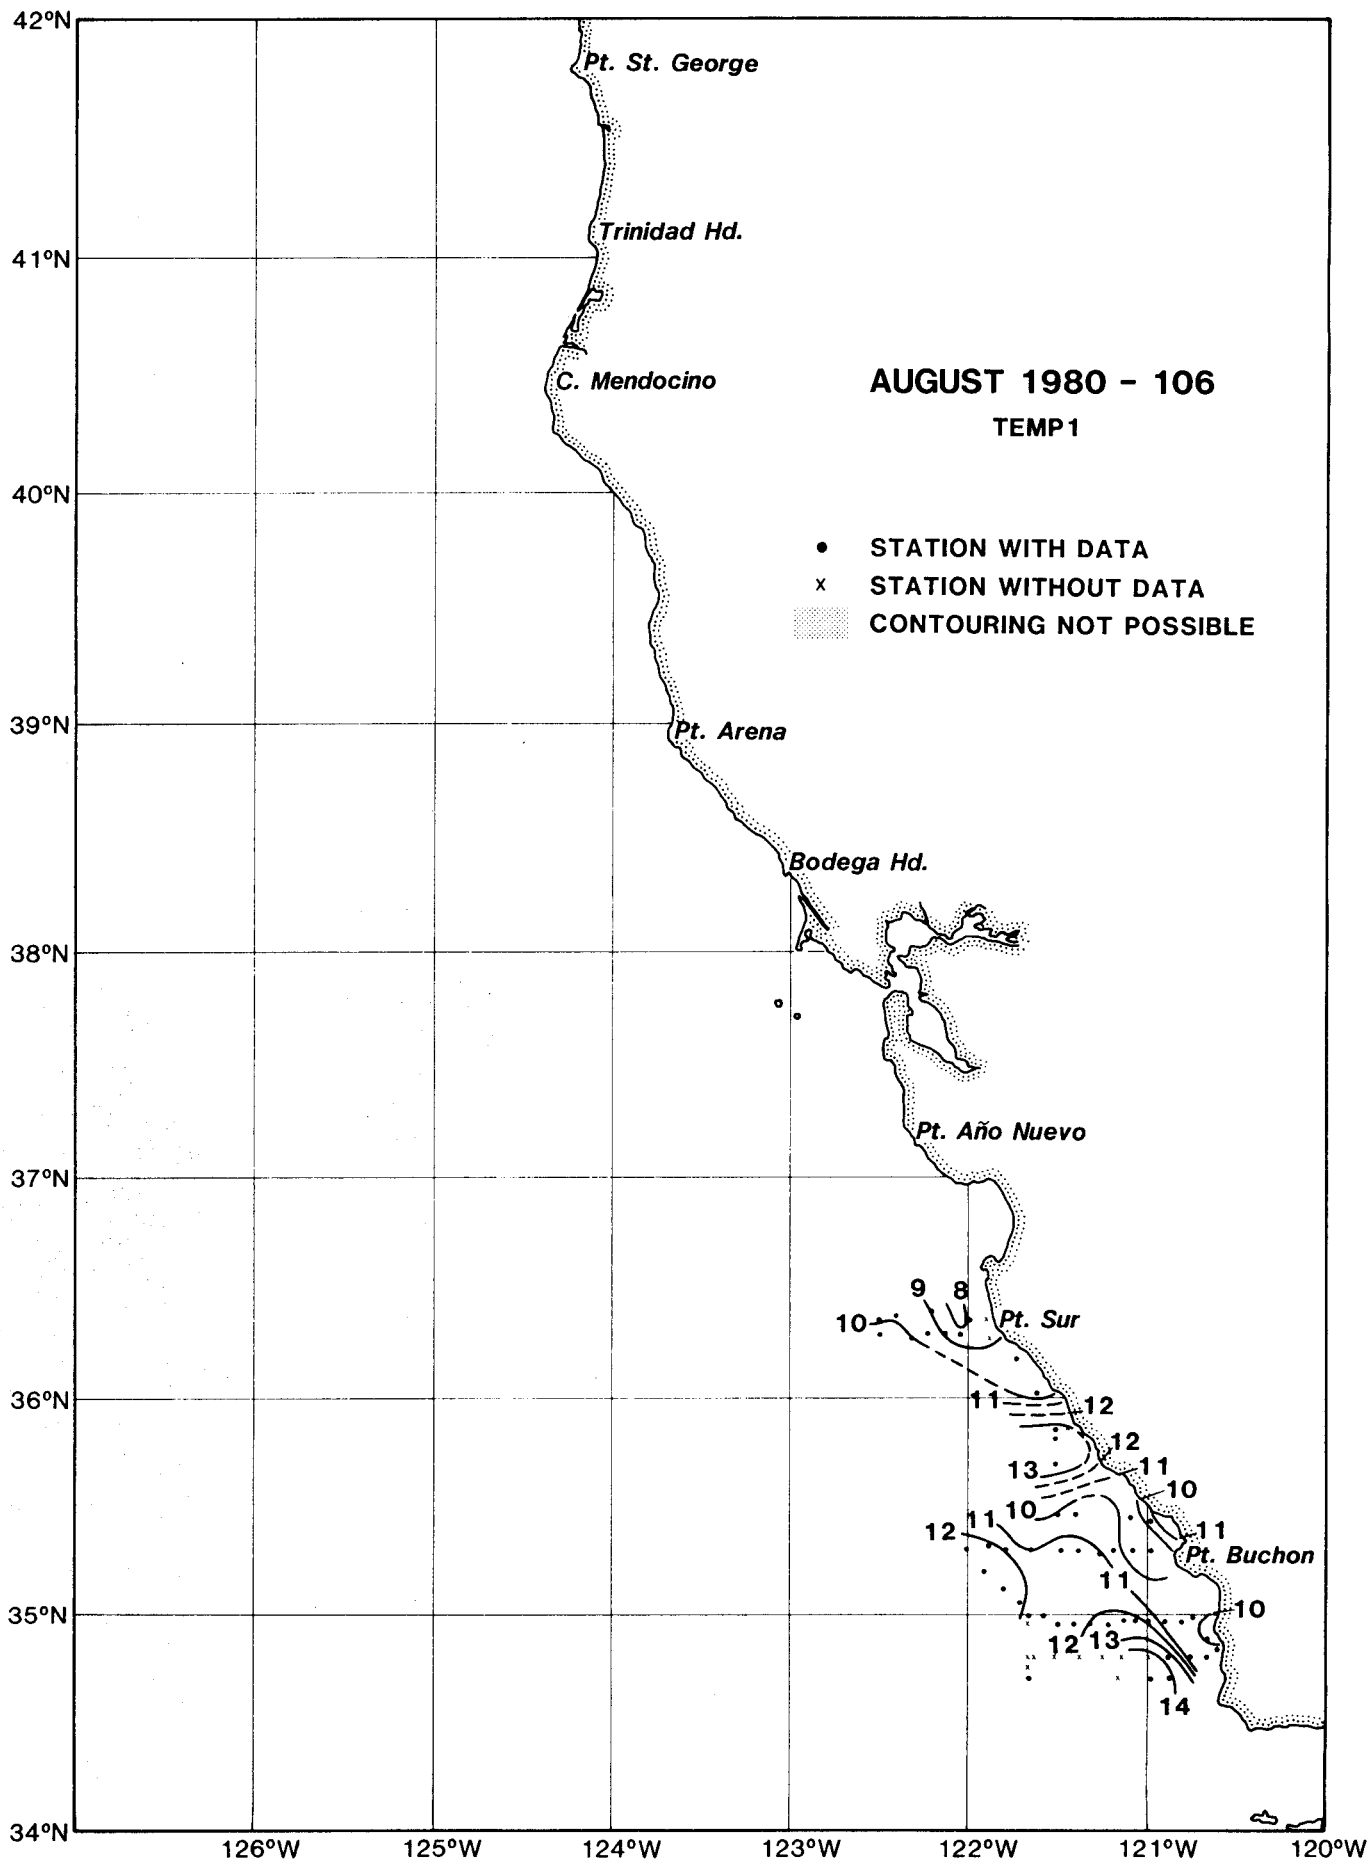 42°N
Pt. St. George
Trinidad Hd.
41°N
C. Mendocino
AUGUST 1980 - 106
TEMP1
40°N
• STATION WITH DATA
x STATION WITHOUT DATA
CONTOURING NOT POSSIBLE
39°N
Pt. Arena
Bodega Hd.
38°N
Pt. Año Nuevo
37°N
9 8
10 Pt. Sur
36°N
11 12
12
13 11
10
10
12 11 11
Pt. Buchon
11
35°N
10
12 13
14
34°N
126°W 125°W 124°W 123°W 122°W 121°W 120°W